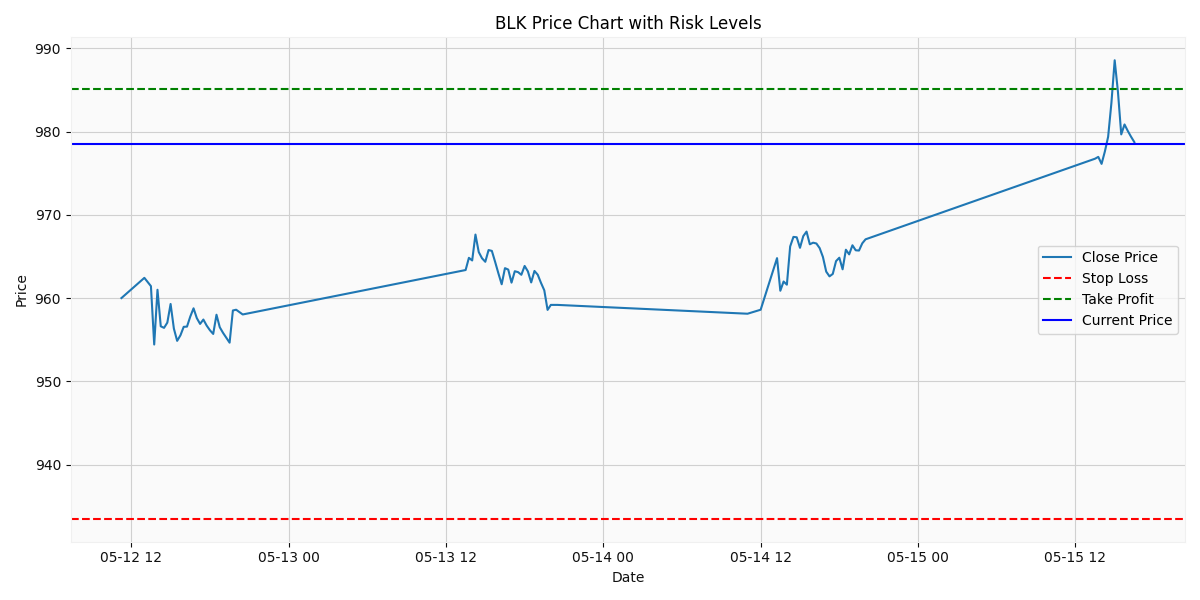 BLK Price Chart with Risk Levels
990
980
970
960
950
940
Price
Close Price
Stop Loss
Take Profit
Current Price
05-12 12
05-13 00
05-13 12
05-14 00
05-14 12
05-15 00
05-15 12
Date